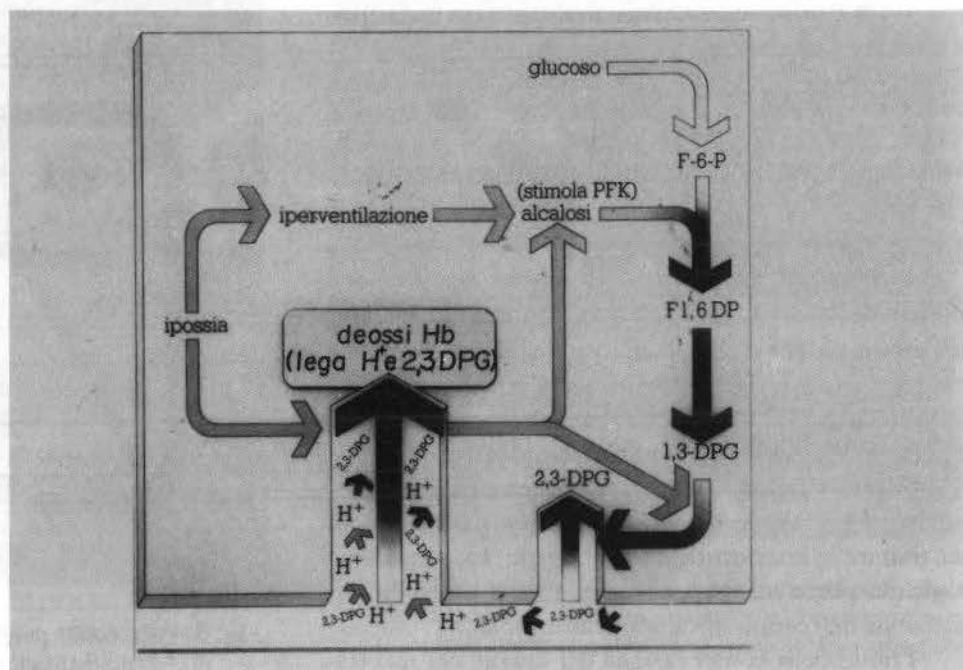 glucoso
F-6-P
(stimola PFK)
iperventilazione
alcalosi
ipossia
F1,6 DP
deossi Hb
(lega H⁺e 2,3DPG)
1,3-DPG
2,3-DPG
2,3-DPG
2,3-DPG
H⁺
H⁺
2,3-DPG
H⁺
H⁺
2,3-DPG
H⁺
H⁺
2,3-DPG
2,3-DPG